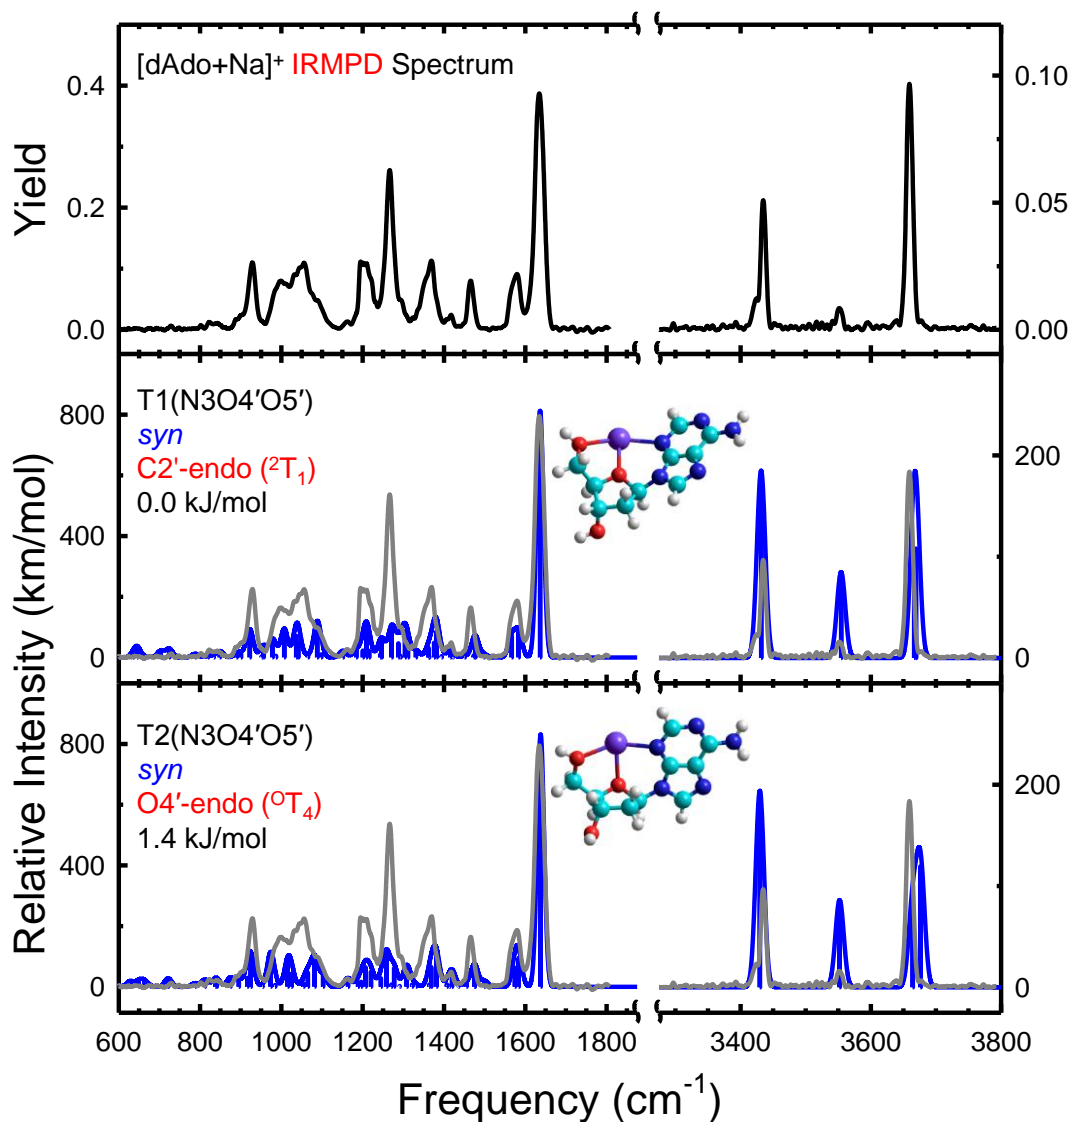 [dAdo+Na]⁺ IRMPD Spectrum
Yield
0.4
0.2
0.0
0.10
0.05
0.00
T1(N3O4′O5′)
syn
C2'-endo (²T₁)
0.0 kJ/mol
800
400
0
200
0
T2(N3O4′O5′)
syn
O4′-endo (ᴼT₄)
1.4 kJ/mol
800
400
0
200
0
Relative Intensity (km/mol)
600 800 1000 1200 1400 1600 1800 3400 3600 3800
Frequency (cm⁻¹)